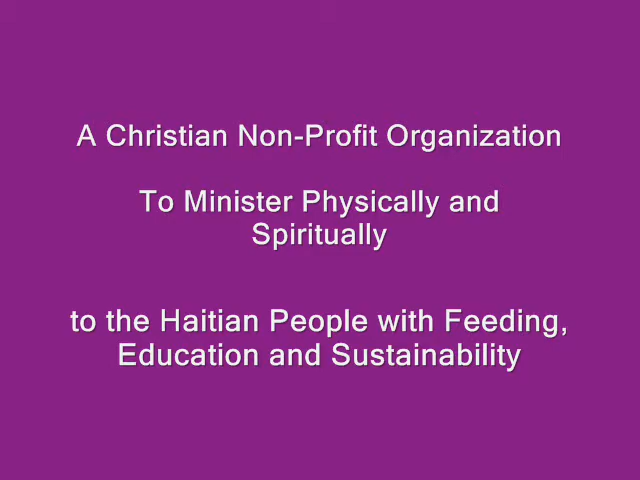 A Christian Non-Profit Organization
To Minister Physically and
Spiritually
to the Haitian People with Feeding,
Education and Sustainability